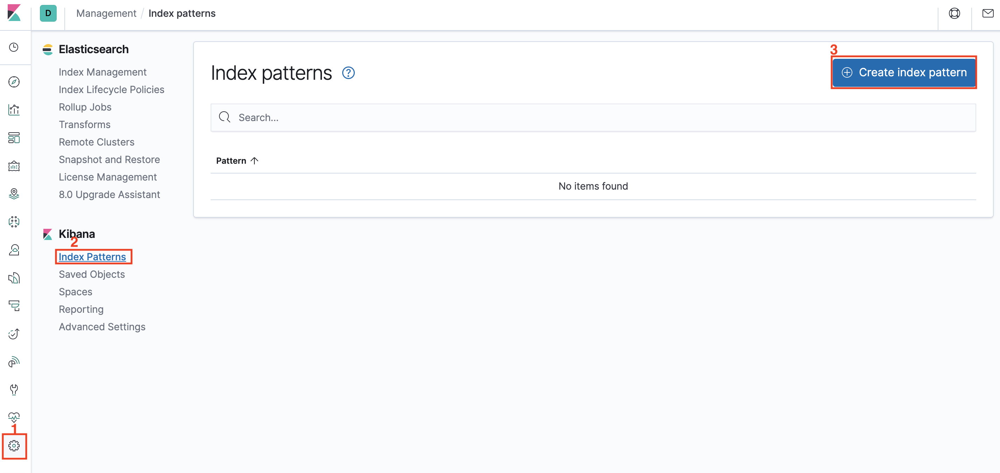 D Management / Index patterns
Elasticsearch
Index Management
Index Lifecycle Policies
Rollup Jobs
Transforms
Remote Clusters
Snapshot and Restore
License Management
8.0 Upgrade Assistant
Kibana
2
Index Patterns
Saved Objects
Spaces
Reporting
Advanced Settings
1
3
Index patterns ?
Create index pattern
Search...
Pattern ↑
No items found